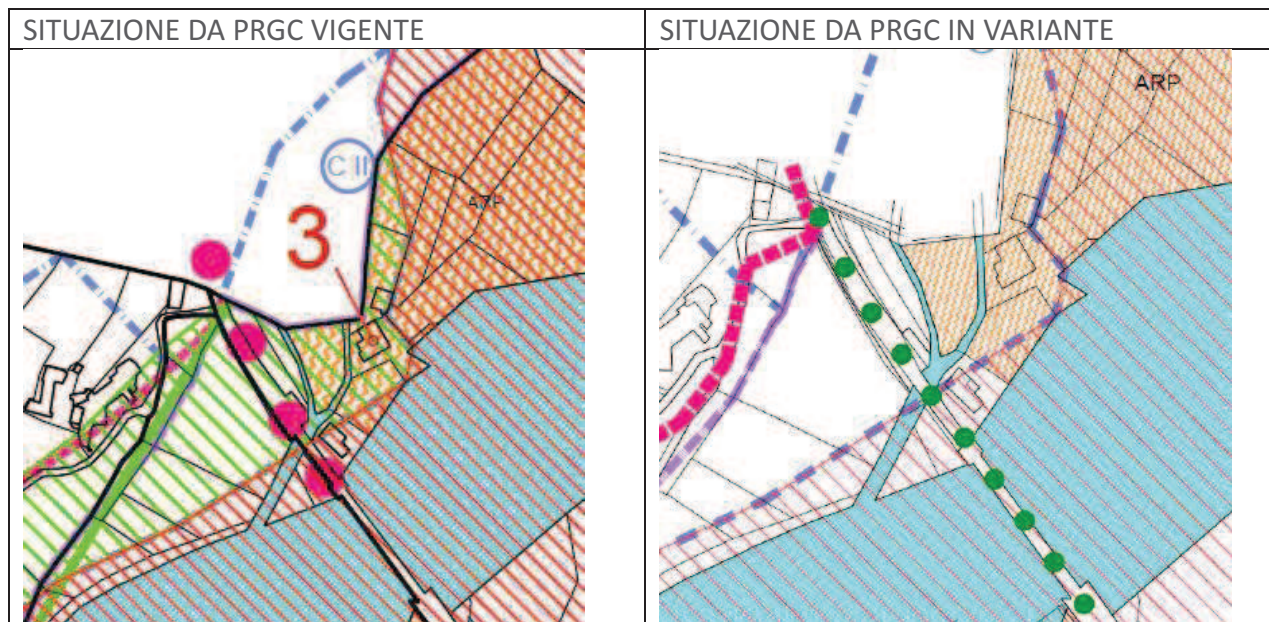 SITUAZIONE DA PRGC VIGENTE
SITUAZIONE DA PRGC IN VARIANTE
C II
3
ARP